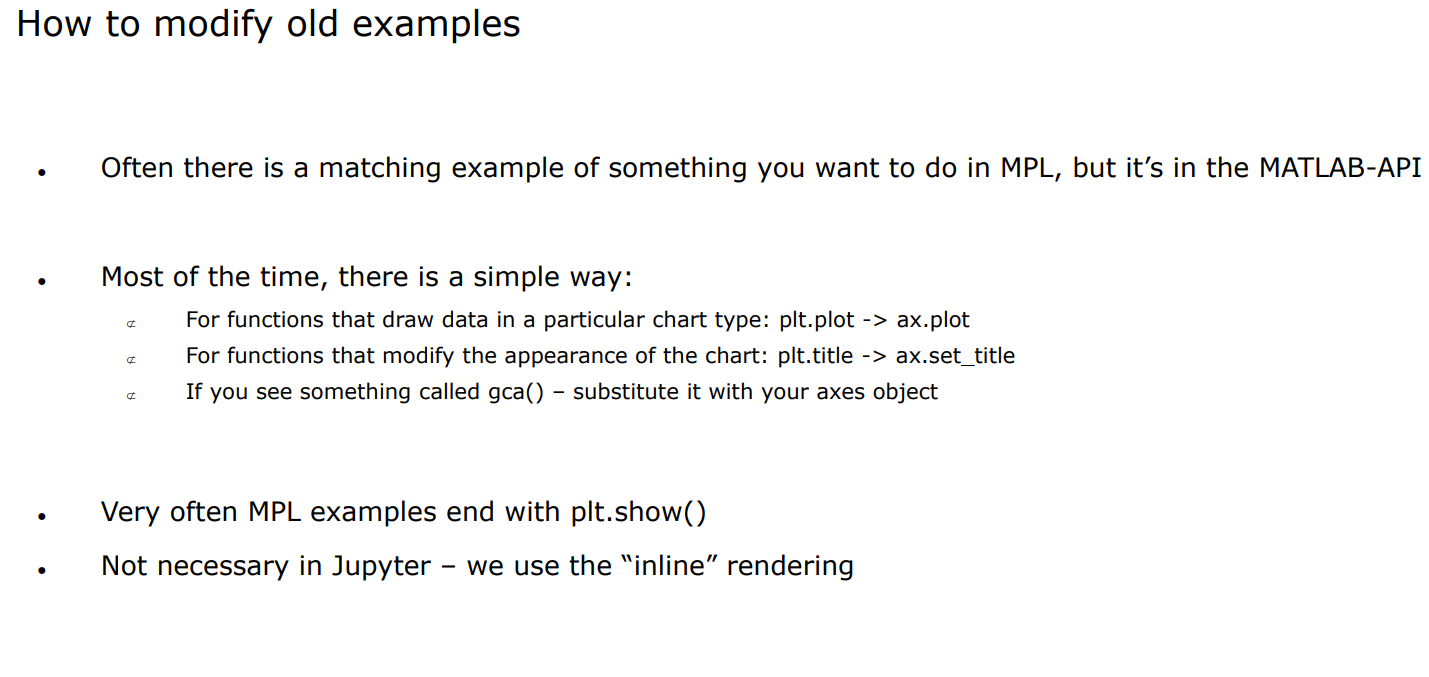 How to modify old examples
• Often there is a matching example of something you want to do in MPL, but it’s in the MATLAB-API
• Most of the time, there is a simple way:
⊄ For functions that draw data in a particular chart type: plt.plot -> ax.plot
⊄ For functions that modify the appearance of the chart: plt.title -> ax.set_title
⊄ If you see something called gca() – substitute it with your axes object
• Very often MPL examples end with plt.show()
• Not necessary in Jupyter – we use the “inline” rendering